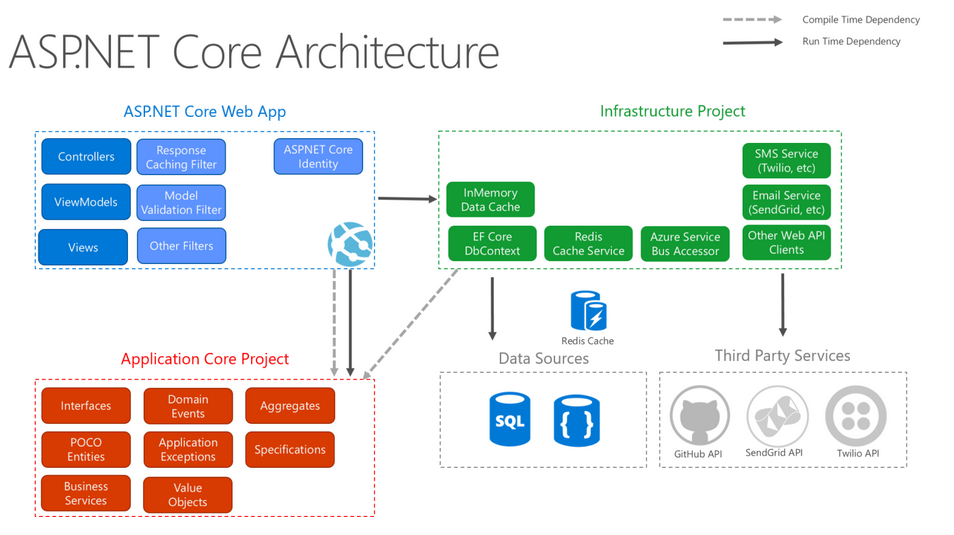 Compile Time Dependency
Run Time Dependency
ASP.NET Core Architecture
ASP.NET Core Web App
Controllers
Response
Caching Filter
ASP.NET Core
Identity
ViewModels
Model
Validation Filter
Views
Other Filters
Infrastructure Project
SMS Service
(Twilio, etc)
InMemory
Data Cache
Email Service
(SendGrid, etc)
EF Core
DbContext
Redis
Cache Service
Azure Service
Bus Accessor
Other Web API
Clients
Redis Cache
Application Core Project
Interfaces
Domain
Events
Aggregates
POCO
Entities
Application
Exceptions
Specifications
Business
Services
Value
Objects
Data Sources
SQL
{ }
Third Party Services
GitHub API
SendGrid API
Twilio API